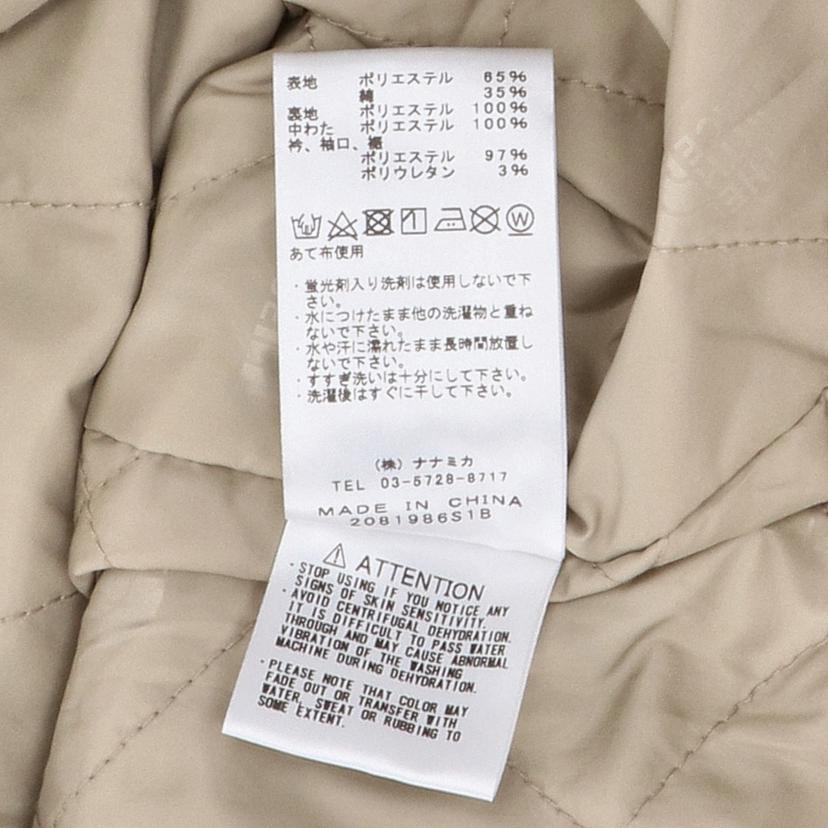 表地 ポリエステル 65%
綿 35%
裏地 ポリエステル 100%
中わた ポリエステル 100%
衿、袖口、裾
ポリエステル 97%
ポリウレタン 3%
W
あて布使用
・蛍光剤入り洗剤は使用しないで下
さい。
・水につけたまま他の洗濯物と重ね
ないで下さい。
・水や汗に濡れたまま長時間放置し
ないで下さい。
・すすぎ洗いは十分にして下さい。
・洗濯後はすぐに干して下さい。
(株) ナナミカ
TEL 03-5728-8717
MADE IN CHINA
2081986S1B
ATTENTION
・STOP USING IF YOU NOTICE ANY
SIGNS OF SKIN SENSITIVITY.
・AVOID CENTRIFUGAL DEHYDRATION.
IT IS DIFFICULT TO PASS WATER
THROUGH AND MAY CAUSE ABNORMAL
VIBRATION OF THE WASHING
MACHINE DURING DEHYDRATION.
・PLEASE NOTE THAT COLOR MAY
FADE OUT OR TRANSFER WITH
WATER, SWEAT OR RUBBING TO
SOME EXTENT.